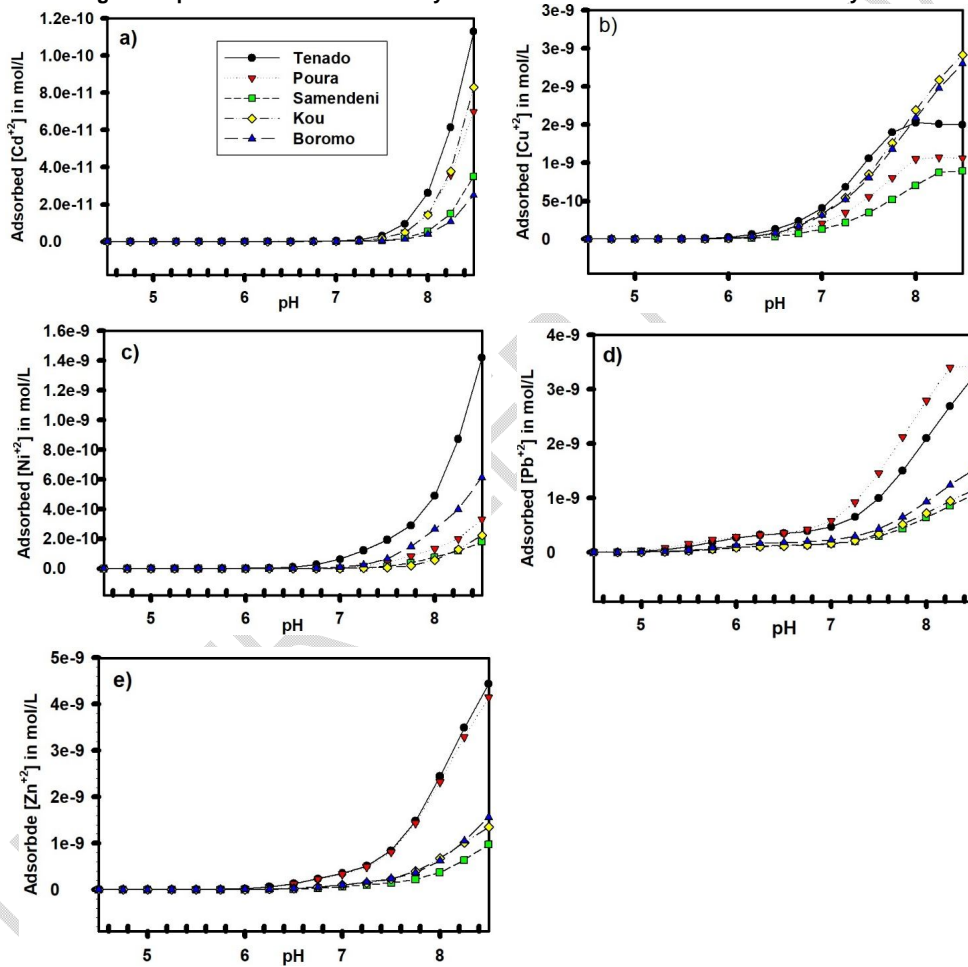 1.2e-10
1.0e-10
8.0e-11
6.0e-11
4.0e-11
2.0e-11
0.0
Adsorbed [Cd+2] in mol/L
a)
Tenado
Poura
Samendeni
Kou
Boromo
5 6 7 8
pH
3e-9
3e-9
2e-9
2e-9
1e-9
5e-10
0
Adsorbed [Cu+2] in mol/L
b)
5 6 7 8
pH
1.6e-9
1.4e-9
1.2e-9
1.0e-9
8.0e-10
6.0e-10
4.0e-10
2.0e-10
0.0
Adsorbed [Ni+2] in mol/L
c)
5 6 7 8
pH
4e-9
3e-9
2e-9
1e-9
0
Adsorbed [Pb+2] in mol/L
d)
5 6 7 8
pH
5e-9
4e-9
3e-9
2e-9
1e-9
0
Adsorbde [Zn+2] in mol/L
e)
5 6 7 8
pH